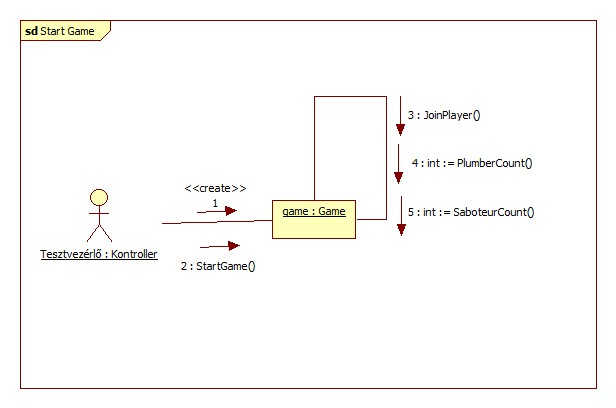 sd Start Game
3 : JoinPlayer()
4 : int := PlumberCount()
<<create>>
1
game : Game
5 : int := SaboteurCount()
Tesztvezérlő : Kontroller
2 : StartGame()